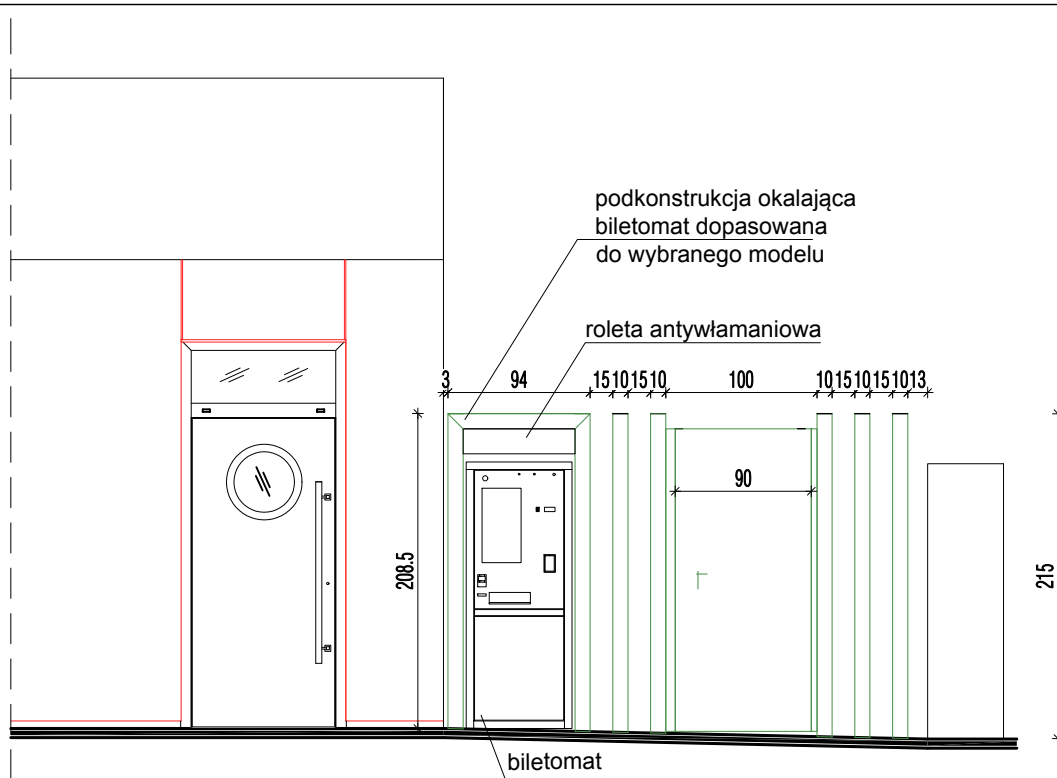 podkonstrukcja okalająca
biletomat dopasowana
do wybranego modelu
roleta antywłamaniowa
3 94 15 10 15 10 100 10 15 10 15 10 13
90
208.5
215
biletomat